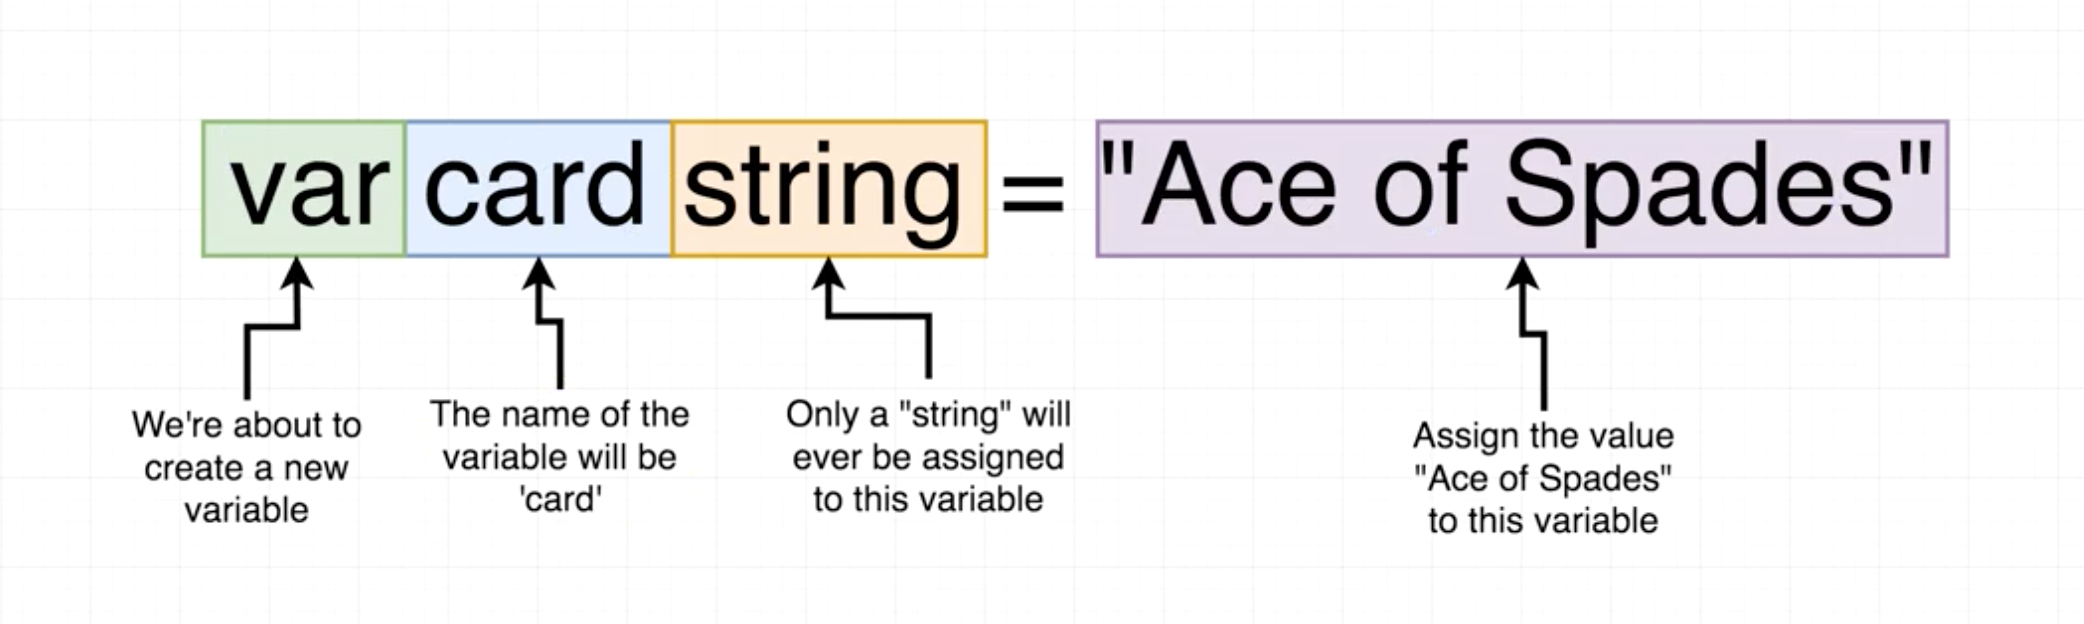 var card string = "Ace of Spades"
We're about to
create a new
variable
The name of the
variable will be
'card'
Only a "string" will
ever be assigned
to this variable
Assign the value
"Ace of Spades"
to this variable